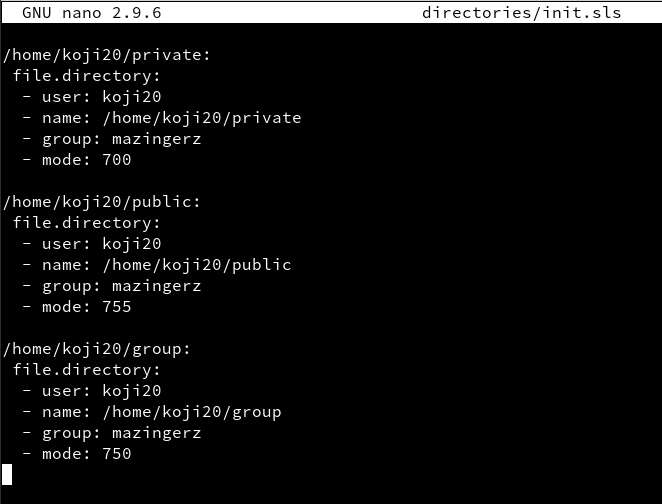 GNU nano 2.9.6 directories/init.sls
/home/koji20/private:
 file.directory:
  - user: koji20
  - name: /home/koji20/private
  - group: mazingerz
  - mode: 700

/home/koji20/public:
 file.directory:
  - user: koji20
  - name: /home/koji20/public
  - group: mazingerz
  - mode: 755

/home/koji20/group:
 file.directory:
  - user: koji20
  - name: /home/koji20/group
  - group: mazingerz
  - mode: 750